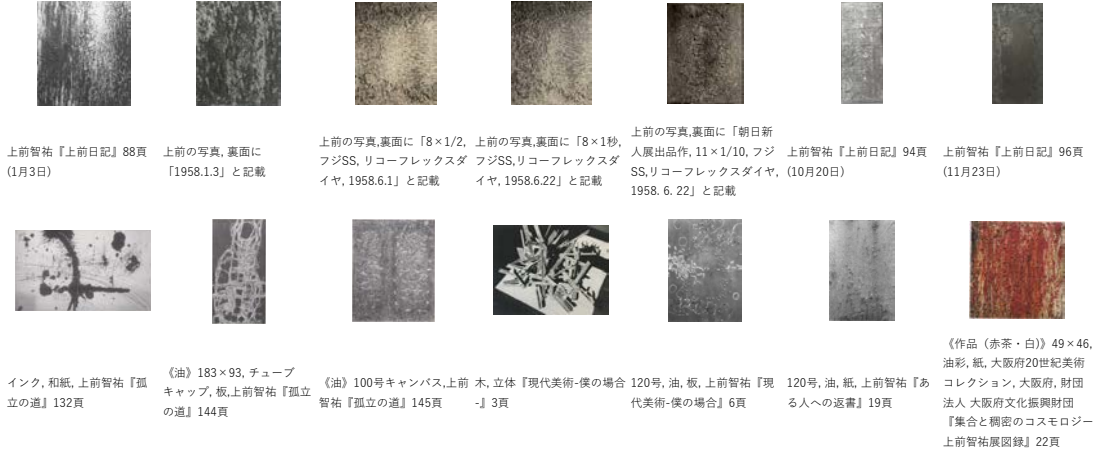 上前智祐『上前日記』88頁
(1月3日)
上前の写真, 裏面に
「1958.1.3」と記載
上前の写真,裏面に「8×1/2,
フジSS, リコーフレックスダ
イヤ, 1958.6.1」と記載
上前の写真,裏面に「8×1秒,
フジSS,リコーフレックスダ
イヤ, 1958.6.22」と記載
上前の写真,裏面に「朝日新
人展出品作, 11×1/10, フジ
SS,リコーフレックスダイヤ,
1958. 6. 22」と記載
上前智祐『上前日記』94頁
(10月20日)
上前智祐『上前日記』96頁
(11月23日)
インク, 和紙, 上前智祐『孤
立の道』132頁
《油》183×93, チューブ
キャップ, 板,上前智祐『孤立
の道』144頁
《油》100号キャンバス,上前
智祐『孤立の道』145頁
木, 立体『現代美術-僕の場合
-』3頁
120号, 油, 板, 上前智祐『現
代美術-僕の場合』6頁
120号, 油, 紙, 上前智祐『あ
る人への返書』19頁
《作品（赤茶・白)》49×46,
油彩, 紙, 大阪府20世紀美術
コレクション, 大阪府, 財団
法人 大阪府文化振興財団
『集合と稠密のコスモロジー
上前智祐展図録』22頁